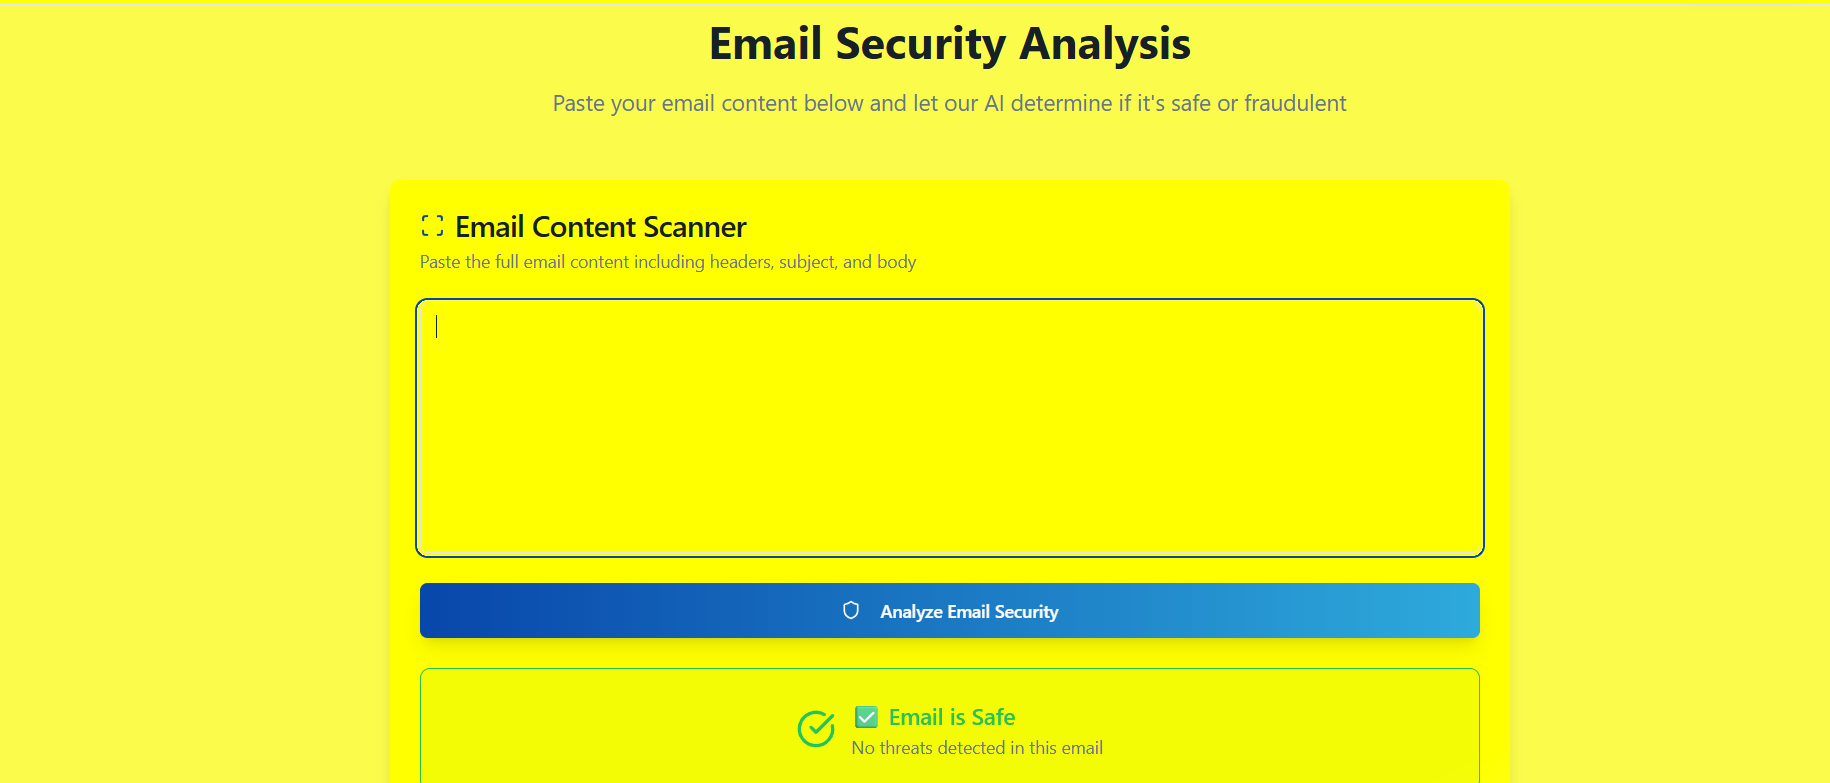 Email Security Analysis
Paste your email content below and let our AI determine if it's safe or fraudulent
Email Content Scanner
Paste the full email content including headers, subject, and body
Analyze Email Security
✅ Email is Safe
No threats detected in this email